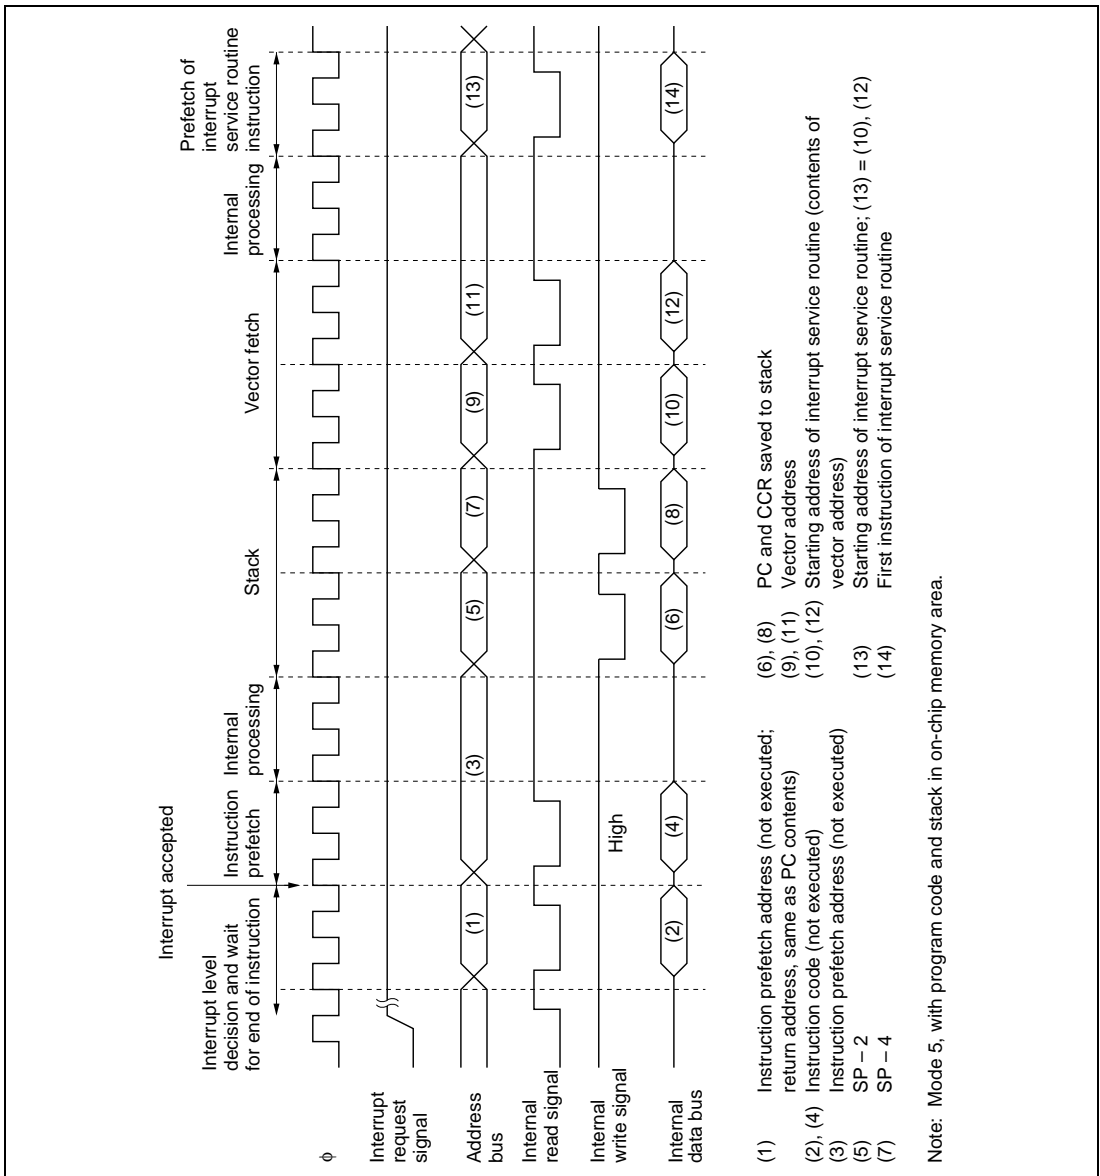 Interrupt accepted
Interrupt level
decision and wait
for end of instruction
Instruction
prefetch
Internal
processing
Stack
Vector fetch
Internal
processing
Prefetch of
interrupt
service routine
instruction
ϕ
Interrupt
request
signal
Address
bus
(1)
(3)
(5)
(7)
(9)
(11)
(13)
Internal
read signal
Internal
write signal
High
Internal
data bus
(2)
(4)
(6)
(8)
(10)
(12)
(14)
(1) Instruction prefetch address (not executed;
return address, same as PC contents)
(2), (4) Instruction code (not executed)
(3) Instruction prefetch address (not executed)
(5) SP – 2
(7) SP – 4
(6), (8) PC and CCR saved to stack
(9), (11) Vector address
(10), (12) Starting address of interrupt service routine (contents of
vector address)
(13) Starting address of interrupt service routine; (13) = (10), (12)
(14) First instruction of interrupt service routine
Note: Mode 5, with program code and stack in on-chip memory area.